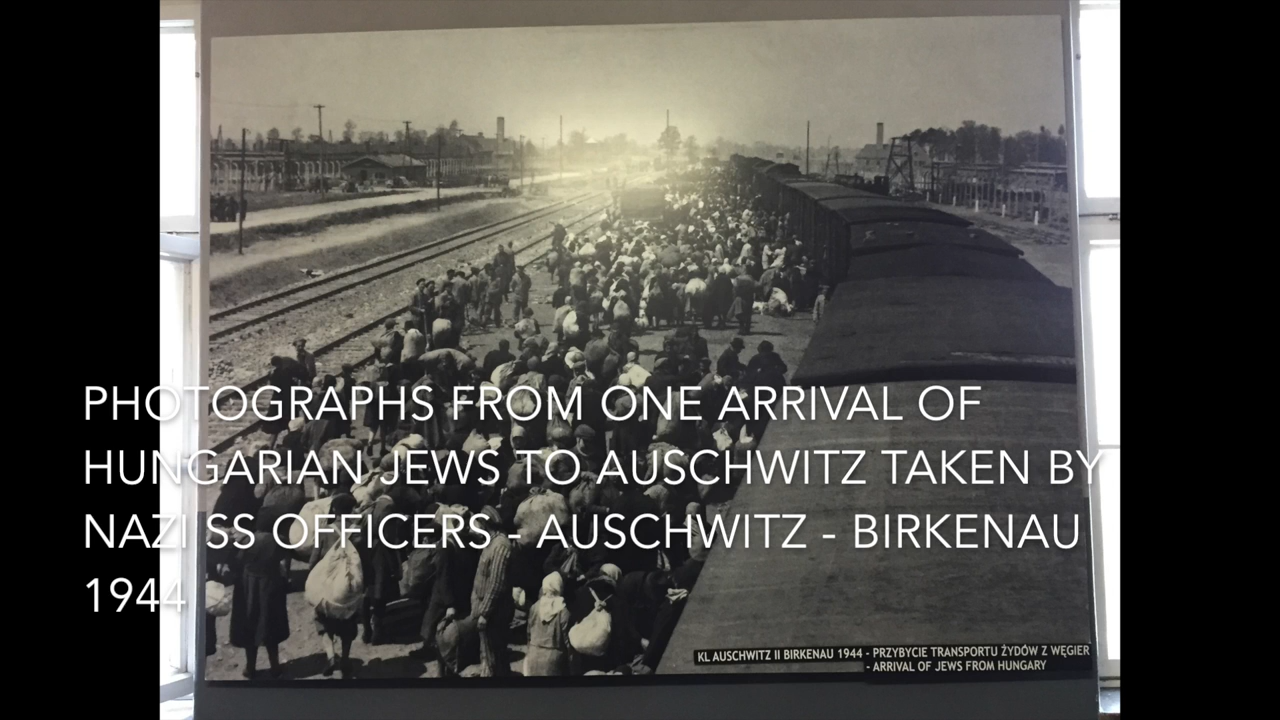 PHOTOGRAPHS FROM ONE ARRIVAL OF
HUNGARIAN JEWS TO AUSCHWITZ TAKEN BY
NAZI SS OFFICERS - AUSCHWITZ - BIRKENAU
1944
KL AUSCHWITZ II BIRKENAU 1944 - PRZYBYCIE TRANSPORTU ŻYDÓW Z WĘGIER
- ARRIVAL OF JEWS FROM HUNGARY